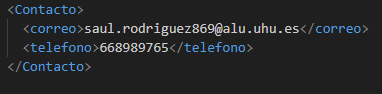 <Contacto>
<correo>saul.rodriguez869@alu.uhu.es</correo>
<telefono>668989765</telefono>
</Contacto>